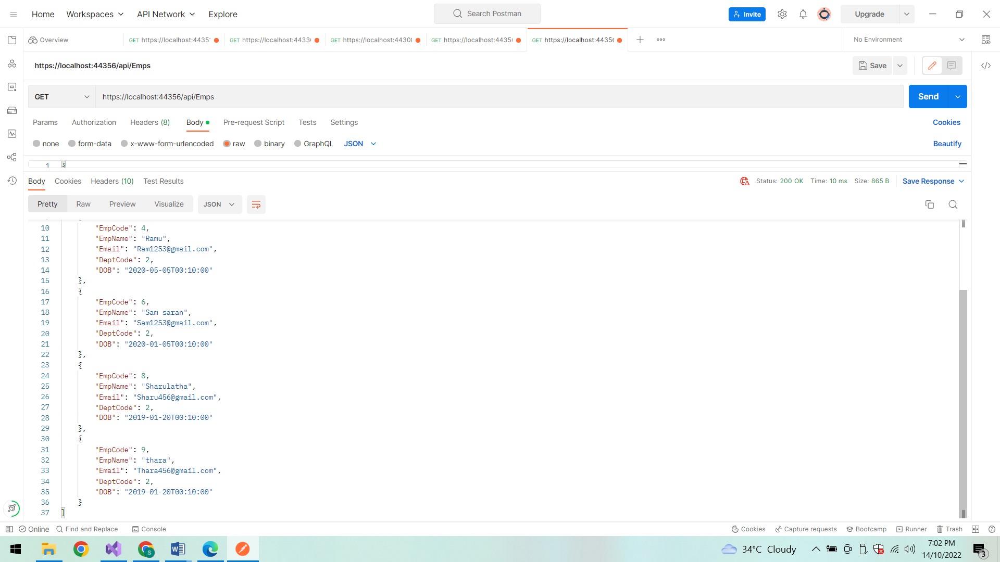 Home Workspaces API Network Explore Search Postman Invite Upgrade
Overview GET https://localhost:4435 GET https://localhost:4433 GET https://localhost:4430 GET https://localhost:4435 GET https://localhost:44356 No Environment
https://localhost:44356/api/Emps Save
GET https://localhost:44356/api/Emps Send
Params Authorization Headers (8) Body Pre-request Script Tests Settings Cookies
none form-data x-www-form-urlencoded raw binary GraphQL JSON Beautify
1 {
Body Cookies Headers (10) Test Results Status: 200 OK Time: 10 ms Size: 865 B Save Response
Pretty Raw Preview Visualize JSON
10 "EmpCode": 4,
11 "EmpName": "Ramu",
12 "Email": "Ram1253@gmail.com",
13 "DeptCode": 2,
14 "DOB": "2020-05-05T00:10:00"
15 },
16 {
17 "EmpCode": 6,
18 "EmpName": "Sam saran",
19 "Email": "Sam1253@gmail.com",
20 "DeptCode": 2,
21 "DOB": "2020-01-05T00:10:00"
22 },
23 {
24 "EmpCode": 8,
25 "EmpName": "Sharulatha",
26 "Email": "Sharu456@gmail.com",
27 "DeptCode": 2,
28 "DOB": "2019-01-20T00:10:00"
29 },
30 {
31 "EmpCode": 9,
32 "EmpName": "thara",
33 "Email": "Thara456@gmail.com",
34 "DeptCode": 2,
35 "DOB": "2019-01-20T00:10:00"
36 }
37 ]
Online Find and Replace Console Cookies Capture requests Bootcamp Runner Trash
34°C Cloudy 7:02 PM
14/10/2022 3